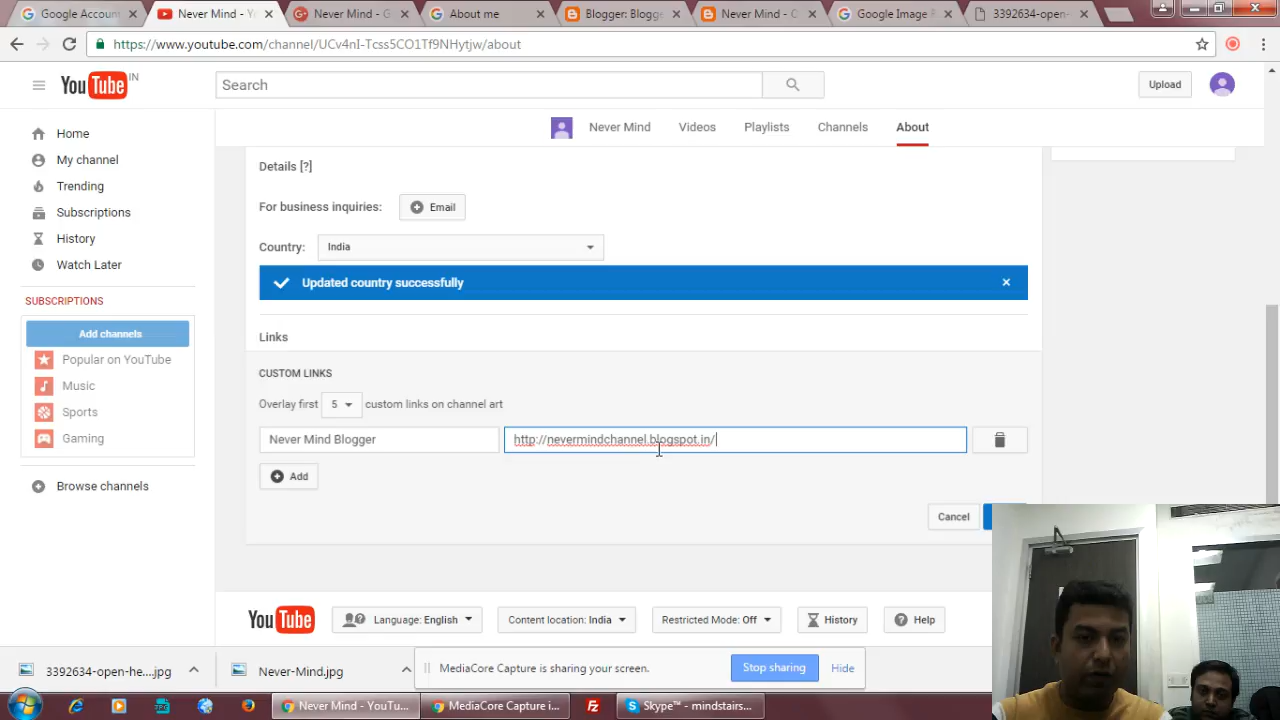 Google Accoun
Never Mind - Y
Never Mind - G
About me
Blogger: Blogg
Never Mind - G
Google Image R
3392634-open-
https://www.youtube.com/channel/UCv4nI-Tcss5CO1Tf9NHytjw/about
YouTube IN
Search
Upload
Never Mind
Videos
Playlists
Channels
About
Home
My channel
Trending
Subscriptions
History
Watch Later
SUBSCRIPTIONS
Add channels
Popular on YouTube
Music
Sports
Gaming
Browse channels
Details [?]
For business inquiries:
Email
Country:
India
Updated country successfully
Links
CUSTOM LINKS
Overlay first 5 custom links on channel art
Never Mind Blogger
http://nevermindchannel.blogspot.in/
Add
Cancel
YouTube
Language: English
Content location: India
Restricted Mode: Off
History
Help
3392634-open-he....jpg
Never-Mind.jpg
MediaCore Capture is sharing your screen.
Stop sharing
Hide
Never Mind - YouTu...
MediaCore Capture i...
Skype™ - mindstairs...